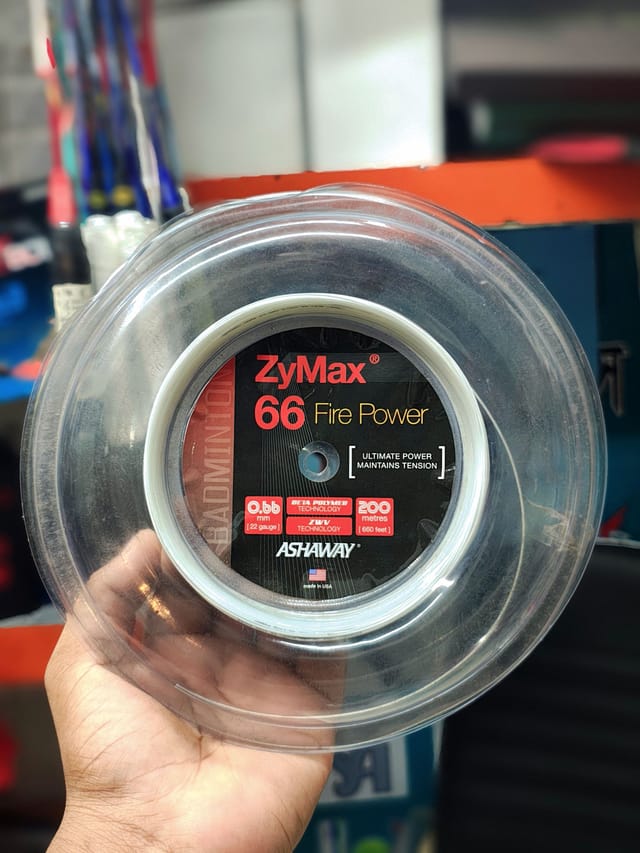 ZyMax®
66 Fire Power
BADMINTON
ULTIMATE POWER
MAINTAINS TENSION
0.66
mm
[22 gauge]
BETA POLYMER
TECHNOLOGY
ZWV
TECHNOLOGY
200
metres
[660 feet]
ASHAWAY®
made in USA